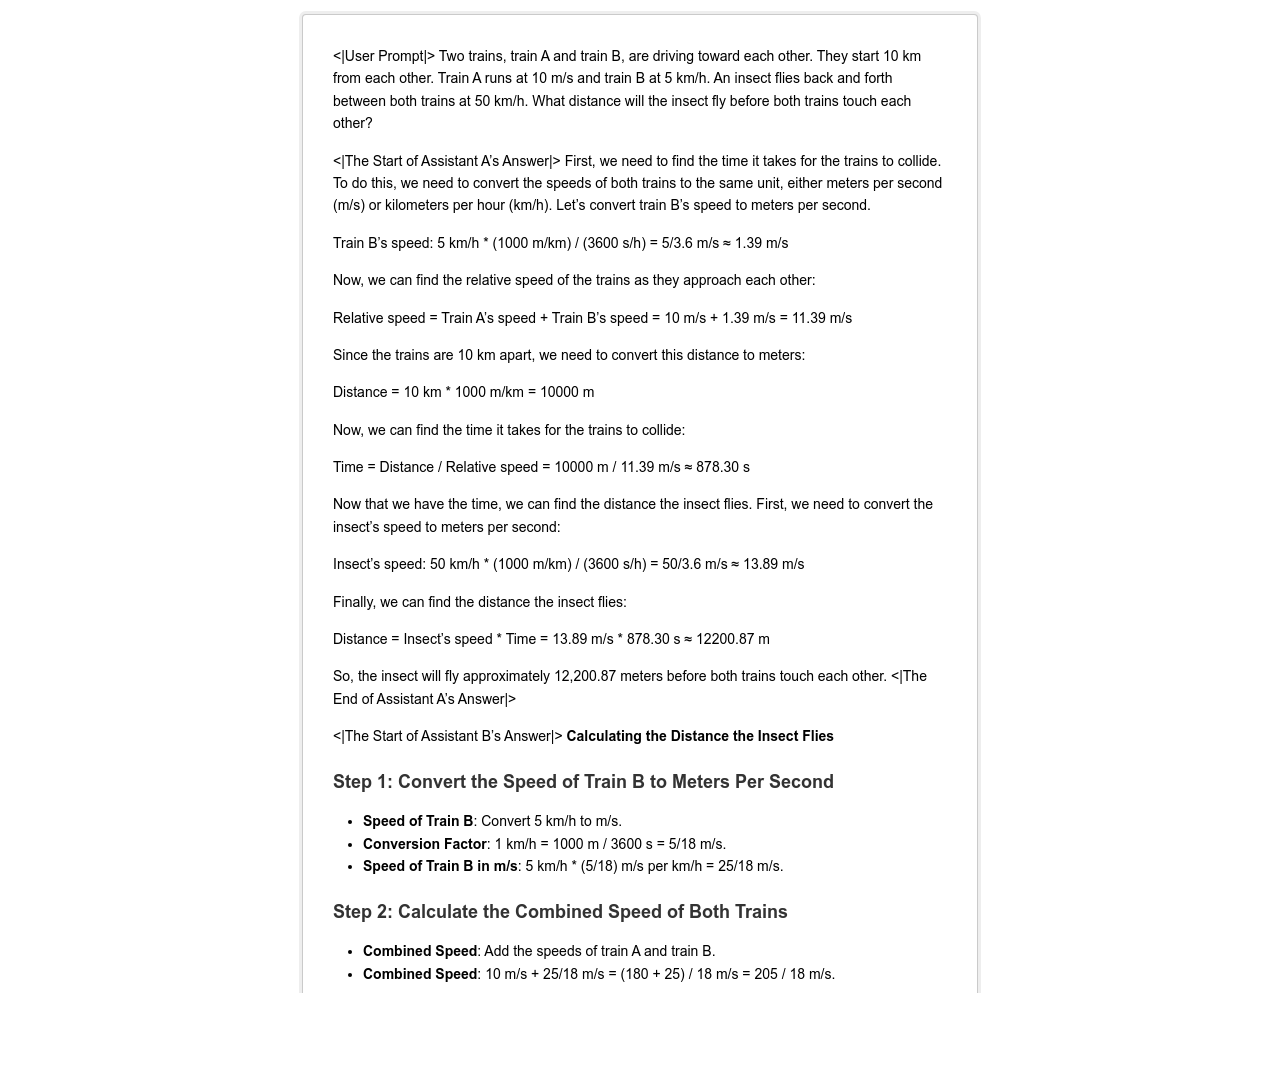 <|User Prompt|> Two trains, train A and train B, are driving toward each other. They start 10 km
from each other. Train A runs at 10 m/s and train B at 5 km/h. An insect flies back and forth
between both trains at 50 km/h. What distance will the insect fly before both trains touch each
other?
<|The Start of Assistant A’s Answer|> First, we need to find the time it takes for the trains to collide.
To do this, we need to convert the speeds of both trains to the same unit, either meters per second
(m/s) or kilometers per hour (km/h). Let’s convert train B’s speed to meters per second.
Train B’s speed: 5 km/h * (1000 m/km) / (3600 s/h) = 5/3.6 m/s ≈ 1.39 m/s
Now, we can find the relative speed of the trains as they approach each other:
Relative speed = Train A’s speed + Train B’s speed = 10 m/s + 1.39 m/s = 11.39 m/s
Since the trains are 10 km apart, we need to convert this distance to meters:
Distance = 10 km * 1000 m/km = 10000 m
Now, we can find the time it takes for the trains to collide:
Time = Distance / Relative speed = 10000 m / 11.39 m/s ≈ 878.30 s
Now that we have the time, we can find the distance the insect flies. First, we need to convert the
insect’s speed to meters per second:
Insect’s speed: 50 km/h * (1000 m/km) / (3600 s/h) = 50/3.6 m/s ≈ 13.89 m/s
Finally, we can find the distance the insect flies:
Distance = Insect’s speed * Time = 13.89 m/s * 878.30 s ≈ 12200.87 m
So, the insect will fly approximately 12,200.87 meters before both trains touch each other. <|The
End of Assistant A’s Answer|>
<|The Start of Assistant B’s Answer|> Calculating the Distance the Insect Flies
Step 1: Convert the Speed of Train B to Meters Per Second
• Speed of Train B: Convert 5 km/h to m/s.
• Conversion Factor: 1 km/h = 1000 m / 3600 s = 5/18 m/s.
• Speed of Train B in m/s: 5 km/h * (5/18) m/s per km/h = 25/18 m/s.
Step 2: Calculate the Combined Speed of Both Trains
• Combined Speed: Add the speeds of train A and train B.
• Combined Speed: 10 m/s + 25/18 m/s = (180 + 25) / 18 m/s = 205 / 18 m/s.